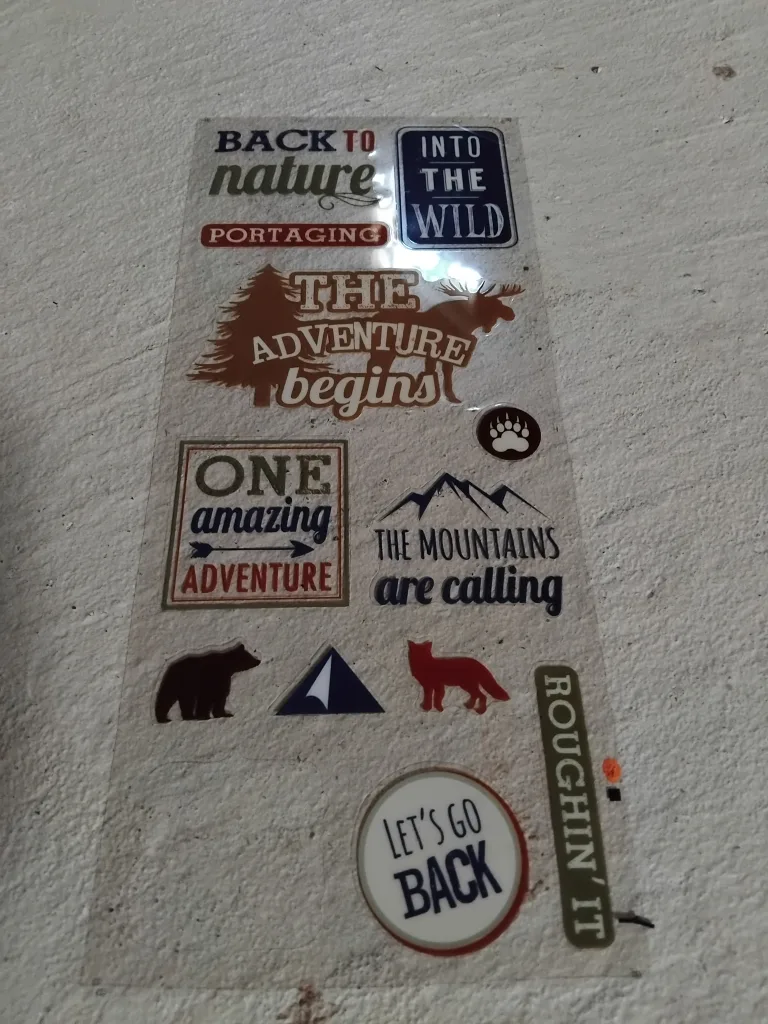 BACK TO
nature
INTO
THE
WILD
PORTAGING
THE
ADVENTURE
begins
ONE
amazing
ADVENTURE
THE MOUNTAINS
are calling
ROUGHIN' IT
LET'S GO
BACK